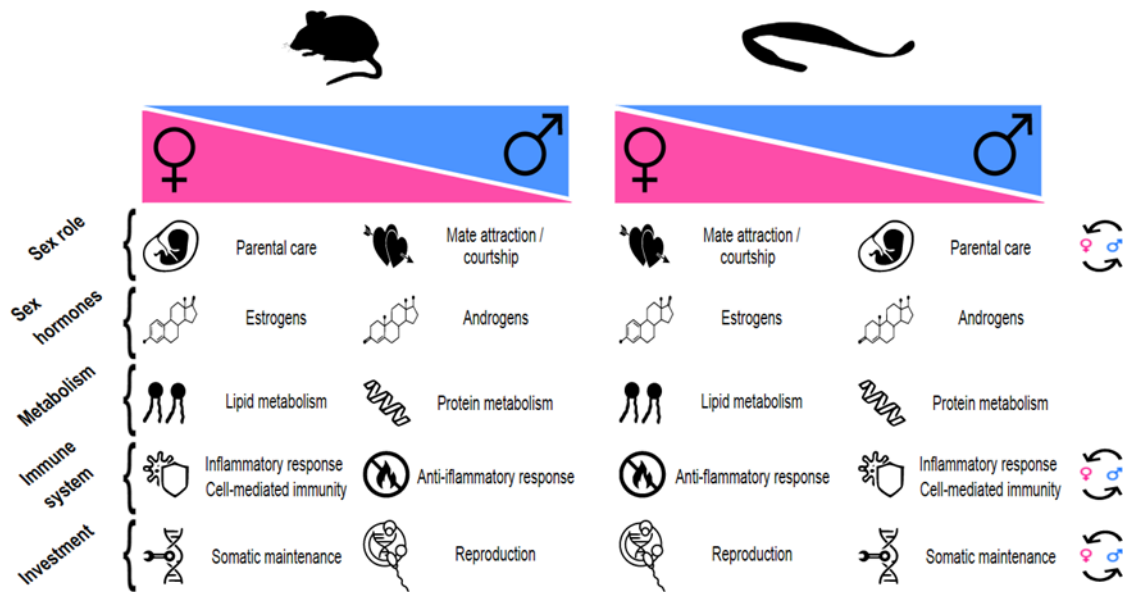 ♀ ♂ ♀ ♂
Sex role
Parental care
Mate attraction /
courtship
Mate attraction /
courtship
Parental care
♀ ♂
Sex
hormones
Estrogens
Androgens
Estrogens
Androgens
Metabolism
Lipid metabolism
Protein metabolism
Lipid metabolism
Protein metabolism
Immune
system
Inflammatory response
Cell-mediated immunity
Anti-iflammatory response
Anti-iflammatory response
Inflammatory response
Cell-mediated immunity
♀ ♂
Investment
Somatic maintenance
Reproduction
Reproduction
Somatic maintenance
♀ ♂